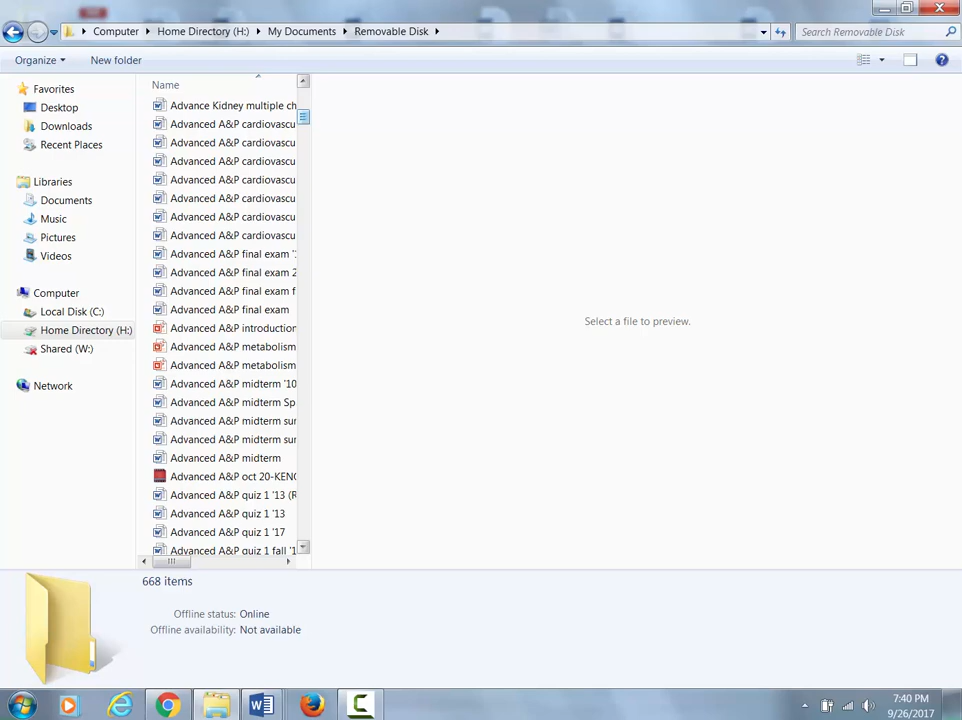 Computer Home Directory (H:) My Documents Removable Disk
Search Removable Disk
Organize New folder
Favorites
Desktop
Downloads
Recent Places
Libraries
Documents
Music
Pictures
Videos
Computer
Local Disk (C:)
Home Directory (H:)
Shared (W:)
Network
Name
Advance Kidney multiple ch
Advanced A&P cardiovascu
Advanced A&P cardiovascu
Advanced A&P cardiovascu
Advanced A&P cardiovascu
Advanced A&P cardiovascu
Advanced A&P cardiovascu
Advanced A&P cardiovascu
Advanced A&P final exam '
Advanced A&P final exam 2
Advanced A&P final exam f
Advanced A&P final exam
Advanced A&P introduction
Advanced A&P metabolism
Advanced A&P metabolism
Advanced A&P midterm '10
Advanced A&P midterm Sp
Advanced A&P midterm sur
Advanced A&P midterm sur
Advanced A&P midterm
Advanced A&P oct 20-KENC
Advanced A&P quiz 1 '13 (R
Advanced A&P quiz 1 '13
Advanced A&P quiz 1 '17
Advanced A&P quiz 1 fall '1
Select a file to preview.
668 items
Offline status: Online
Offline availability: Not available
7:40 PM
9/26/2017